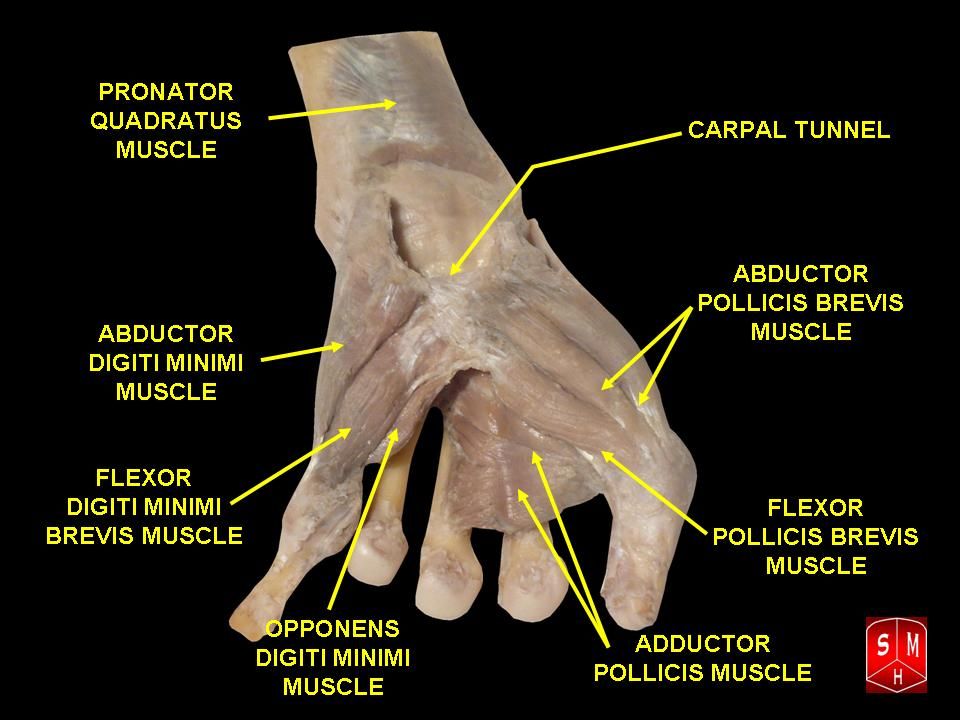 PRONATOR
QUADRATUS
MUSCLE
CARPAL TUNNEL
ABDUCTOR
POLLICIS BREVIS
MUSCLE
ABDUCTOR
DIGITI MINIMI
MUSCLE
FLEXOR
DIGITI MINIMI
BREVIS MUSCLE
FLEXOR
POLLICIS BREVIS
MUSCLE
OPPONENS
DIGITI MINIMI
MUSCLE
ADDUCTOR
POLLICIS MUSCLE
S M
H